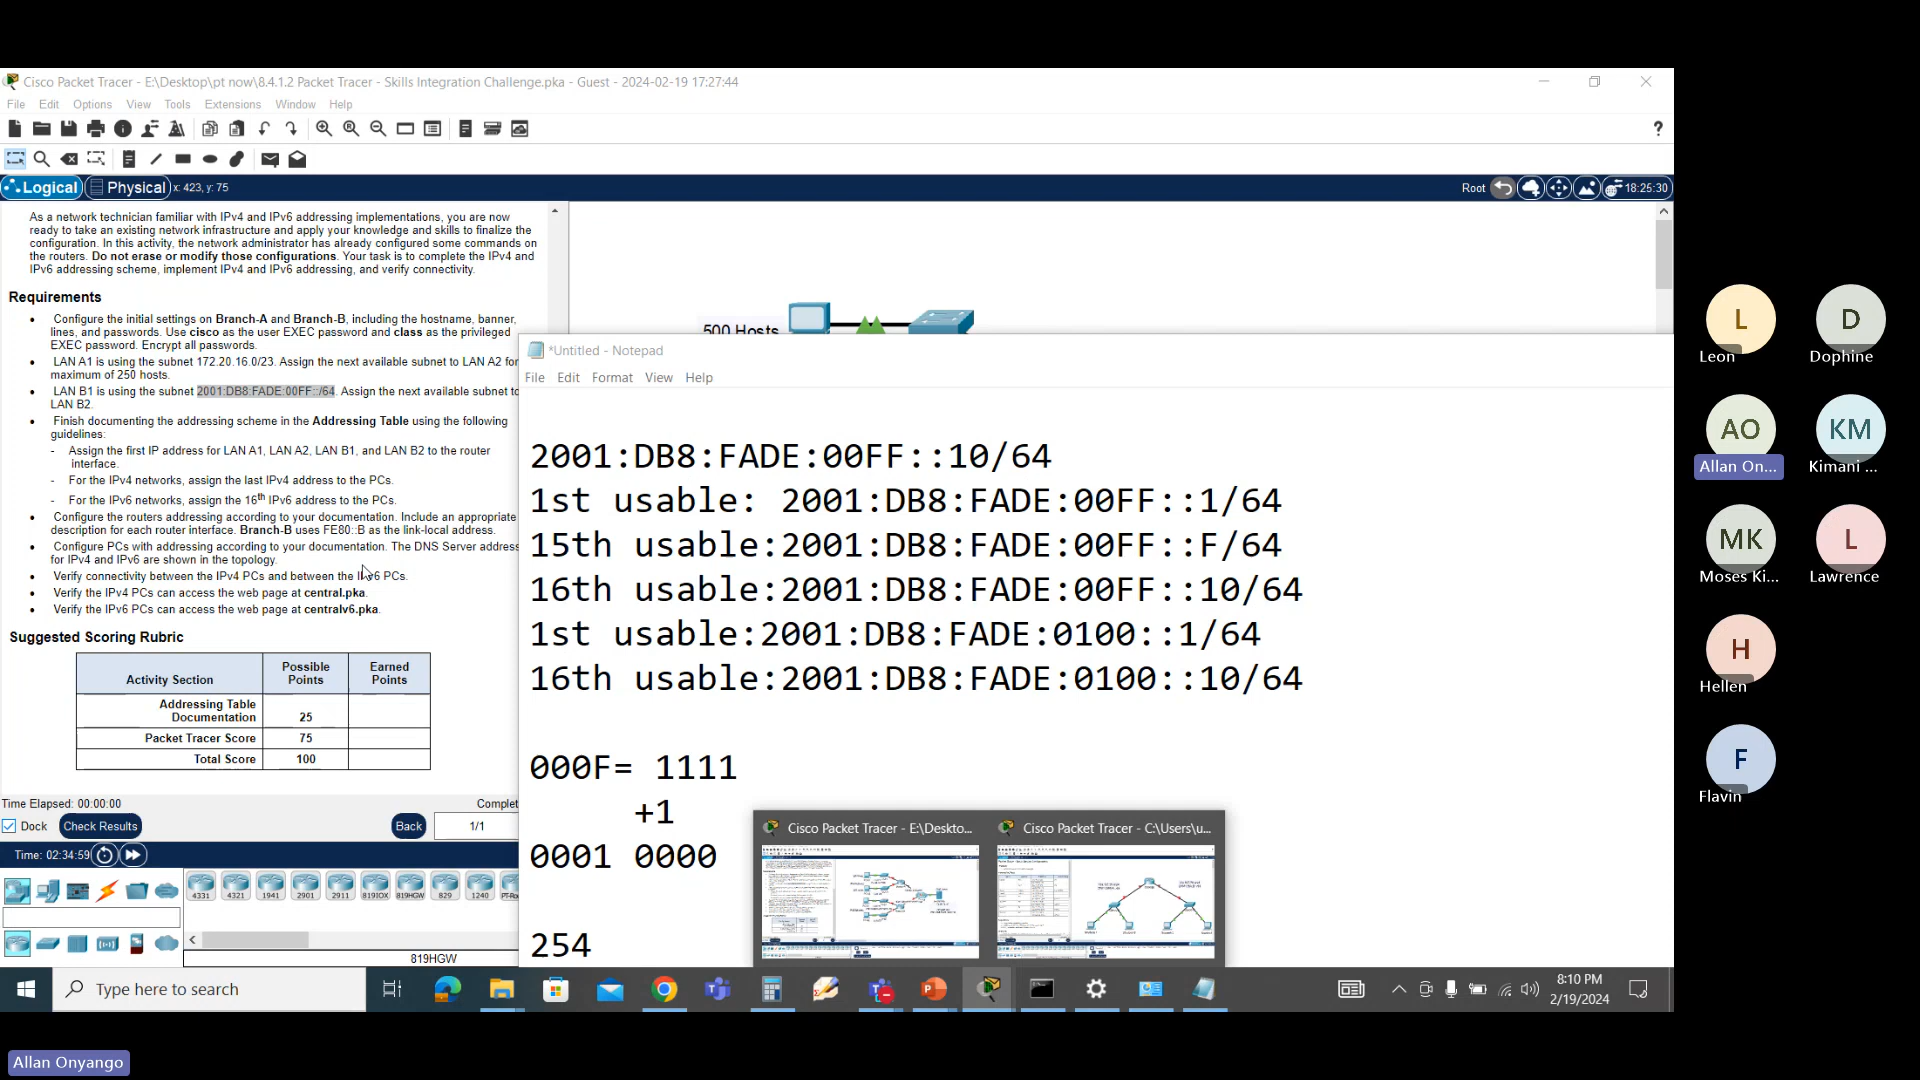 Cisco Packet Tracer - E:\Desktop\pt now\8.4.1.2 Packet Tracer - Skills Integration Challenge.pka - Guest - 2024-02-19 17:27:44
File Edit Options View Tools Extensions Window Help
?
Logical Physical x: 423, y: 75
Root 18:25:30
As a network technician familiar with IPv4 and IPv6 addressing implementations, you are now
ready to take an existing network infrastructure and apply your knowledge and skills to finalize the
configuration. In this activity, the network administrator has already configured some commands on
the routers. Do not erase or modify those configurations. Your task is to complete the IPv4 and
IPv6 addressing scheme, implement IPv4 and IPv6 addressing, and verify connectivity.
Requirements
• Configure the initial settings on Branch-A and Branch-B, including the hostname, banner,
lines, and passwords. Use cisco as the user EXEC password and class as the privileged
EXEC password. Encrypt all passwords.
• LAN A1 is using the subnet 172.20.16.0/23. Assign the next available subnet to LAN A2 for
maximum of 250 hosts.
• LAN B1 is using the subnet 2001:DB8:FADE:00FF::/64. Assign the next available subnet to
LAN B2.
• Finish documenting the addressing scheme in the Addressing Table using the following
guidelines:
- Assign the first IP address for LAN A1, LAN A2, LAN B1, and LAN B2 to the router
interface.
- For the IPv4 networks, assign the last IPv4 address to the PCs.
- For the IPv6 networks, assign the 16th IPv6 address to the PCs.
• Configure the routers addressing according to your documentation. Include an appropriate
description for each router interface. Branch-B uses FE80::B as the link-local address.
• Configure PCs with addressing according to your documentation. The DNS Server address
for IPv4 and IPv6 are shown in the topology.
• Verify connectivity between the IPv4 PCs and between the IPv6 PCs.
• Verify the IPv4 PCs can access the web page at central.pka.
• Verify the IPv6 PCs can access the web page at centralv6.pka.
Suggested Scoring Rubric
Activity Section Possible Points Earned Points
Addressing Table Documentation 25
Packet Tracer Score 75
Total Score 100
Time Elapsed: 00:00:00 Complet
Dock Check Results Back 1/1
Time: 02:34:59
4331 4321 1941 2901 2911 819IOX 819HGW 829 1240
819HGW
500 Hosts
*Untitled - Notepad
File Edit Format View Help
2001:DB8:FADE:00FF::10/64
1st usable: 2001:DB8:FADE:00FF::1/64
15th usable:2001:DB8:FADE:00FF::F/64
16th usable:2001:DB8:FADE:00FF::10/64
1st usable:2001:DB8:FADE:0100::1/64
16th usable:2001:DB8:FADE:0100::10/64
000F= 1111
+1
0001 0000
254
Cisco Packet Tracer - E:\Deskto...
Cisco Packet Tracer - C:\Users\u...
Type here to search
8:10 PM
2/19/2024
L
Leon
D
Dophine
AO
Allan On...
KM
Kimani ...
MK
Moses Ki...
L
Lawrence
H
Hellen
F
Flavin
Allan Onyango